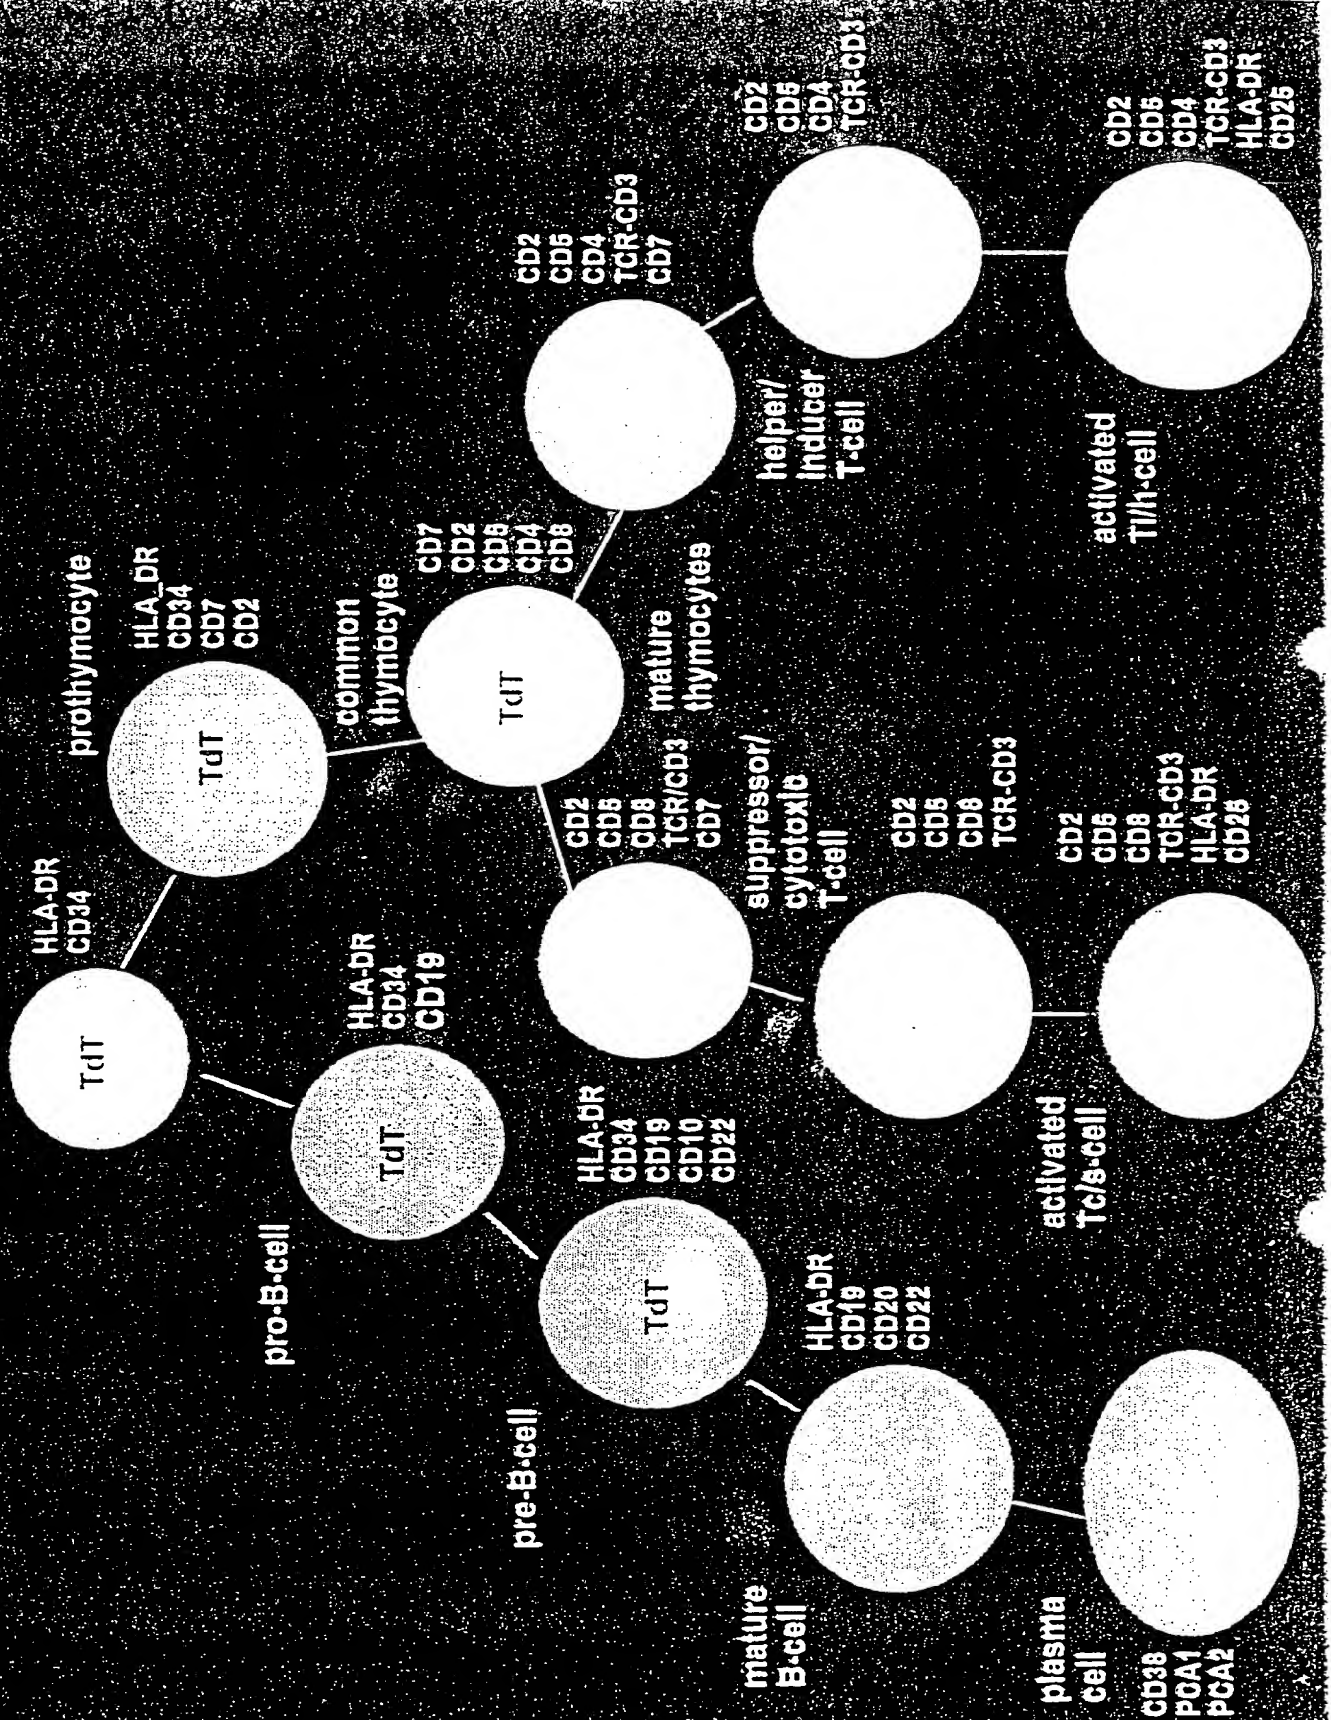 TdT
HLA-DR
CD34
prothymocyte
TdT
HLA_DR
CD34
CD7
CD2
pro-B-cell
TdT
HLA-DR
CD34
CD19
common
thymocyte
TdT
CD7
CD2
CD5
CD4
CD8
pre-B-cell
TdT
HLA-DR
CD34
CD19
CD10
CD22
mature
thymocytes
CD2
CD5
CD8
TCR/CD3
CD7
CD2
CD5
CD4
TCR-CD3
CD7
mature
B-cell
HLA-DR
CD19
CD20
CD22
suppressor/
cytotoxic
T-cell
CD2
CD5
CD8
TCR-CD3
helper/
inducer
T-cell
CD2
CD5
CD4
TCR-CD3
plasma
cell
CD38
PCA1
PCA2
activated
Tc/s-cell
CD2
CD5
CD8
TCR-CD3
HLA-DR
CD25
activated
TI/h-cell
CD2
CD5
CD4
TCR-CD3
HLA-DR
CD25